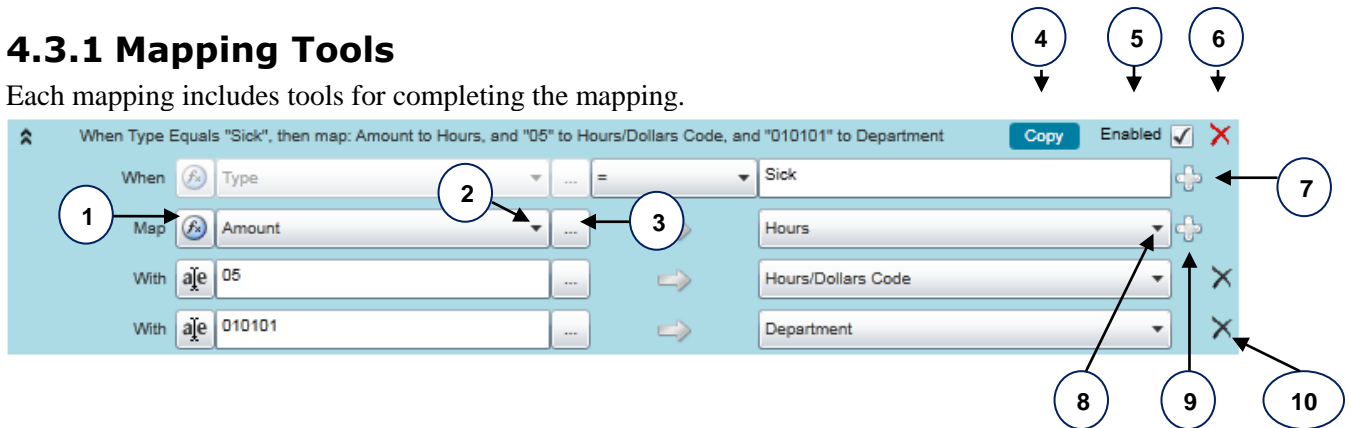 4 5 6
4.3.1 Mapping Tools
Each mapping includes tools for completing the mapping.
When Type Equals "Sick", then map: Amount to Hours, and "05" to Hours/Dollars Code, and "010101" to Department Copy Enabled
When fx Type ... = Sick
7
2
1 Map fx Amount ... 3 Hours
With a|e 05 ... Hours/Dollars Code
With a|e 010101 ... Department
8 9 10